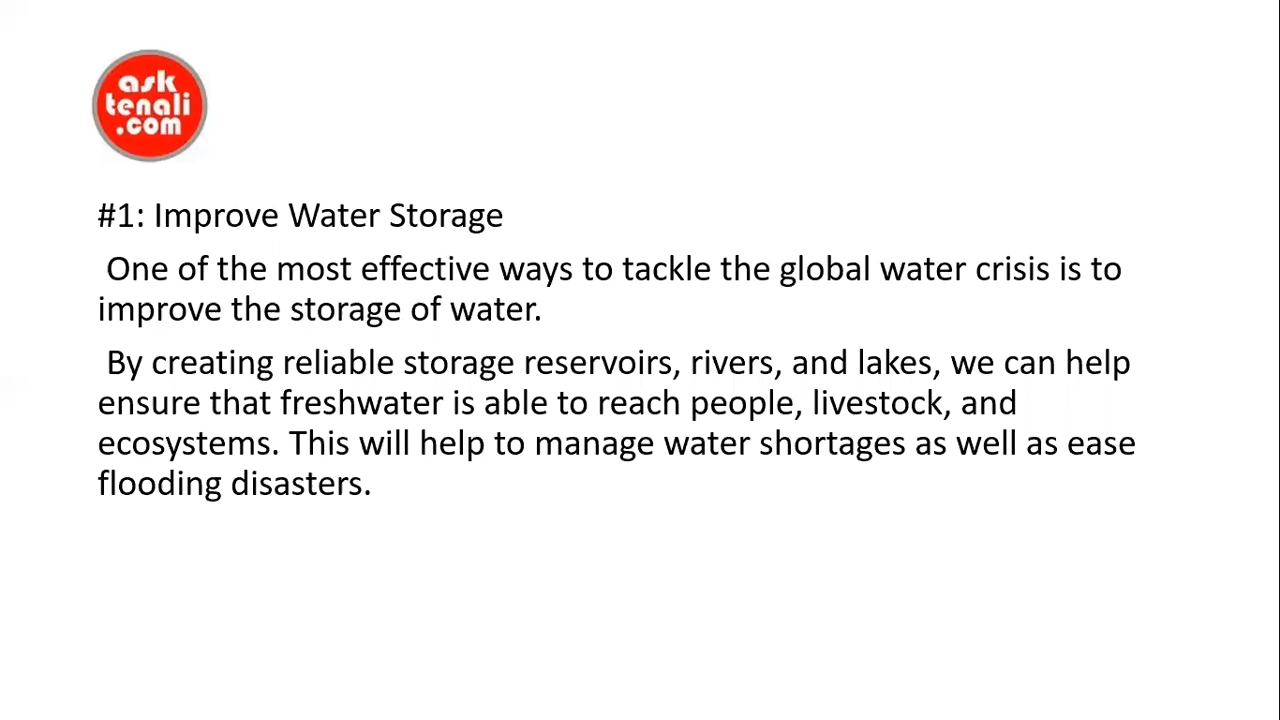 ask
tenali
.com
#1: Improve Water Storage
One of the most effective ways to tackle the global water crisis is to
improve the storage of water.
By creating reliable storage reservoirs, rivers, and lakes, we can help
ensure that freshwater is able to reach people, livestock, and
ecosystems. This will help to manage water shortages as well as ease
flooding disasters.